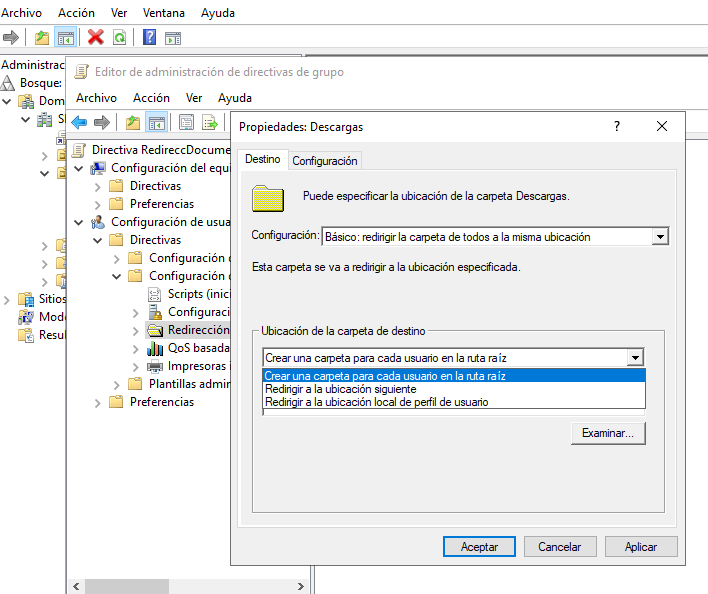 Archivo Acción Ver Ventana Ayuda
Administrac
Bosque:
Dom
Sitios
Mode
Resul
Editor de administración de directivas de grupo
Archivo Acción Ver Ayuda
Directiva RedireccDocume
Configuración del equi
Directivas
Preferencias
Configuración de usua
Directivas
Configuración d
Configuración d
Scripts (inici
Configuraci
Redirección
QoS basada
Impresoras i
Plantillas admin
Preferencias
Propiedades: Descargas
Destino Configuración
Puede especificar la ubicación de la carpeta Descargas.
Configuración: Básico: redirigir la carpeta de todos a la misma ubicación
Esta carpeta se va a redirigir a la ubicación especificada.
Ubicación de la carpeta de destino
Crear una carpeta para cada usuario en la ruta raíz
Crear una carpeta para cada usuario en la ruta raíz
Redirigir a la ubicación siguiente
Redirigir a la ubicación local de perfil de usuario
Examinar...
Aceptar Cancelar Aplicar